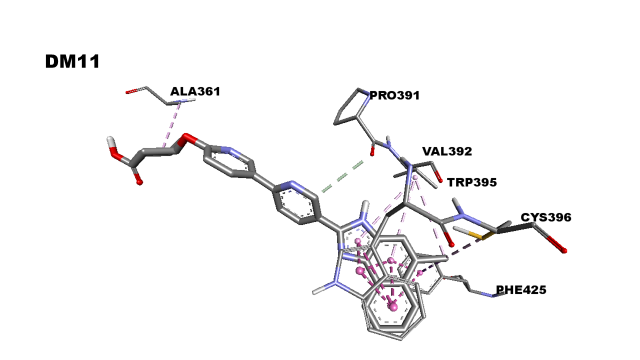 DM11
ALA361
PRO391
VAL392
TRP395
CYS396
PHE425